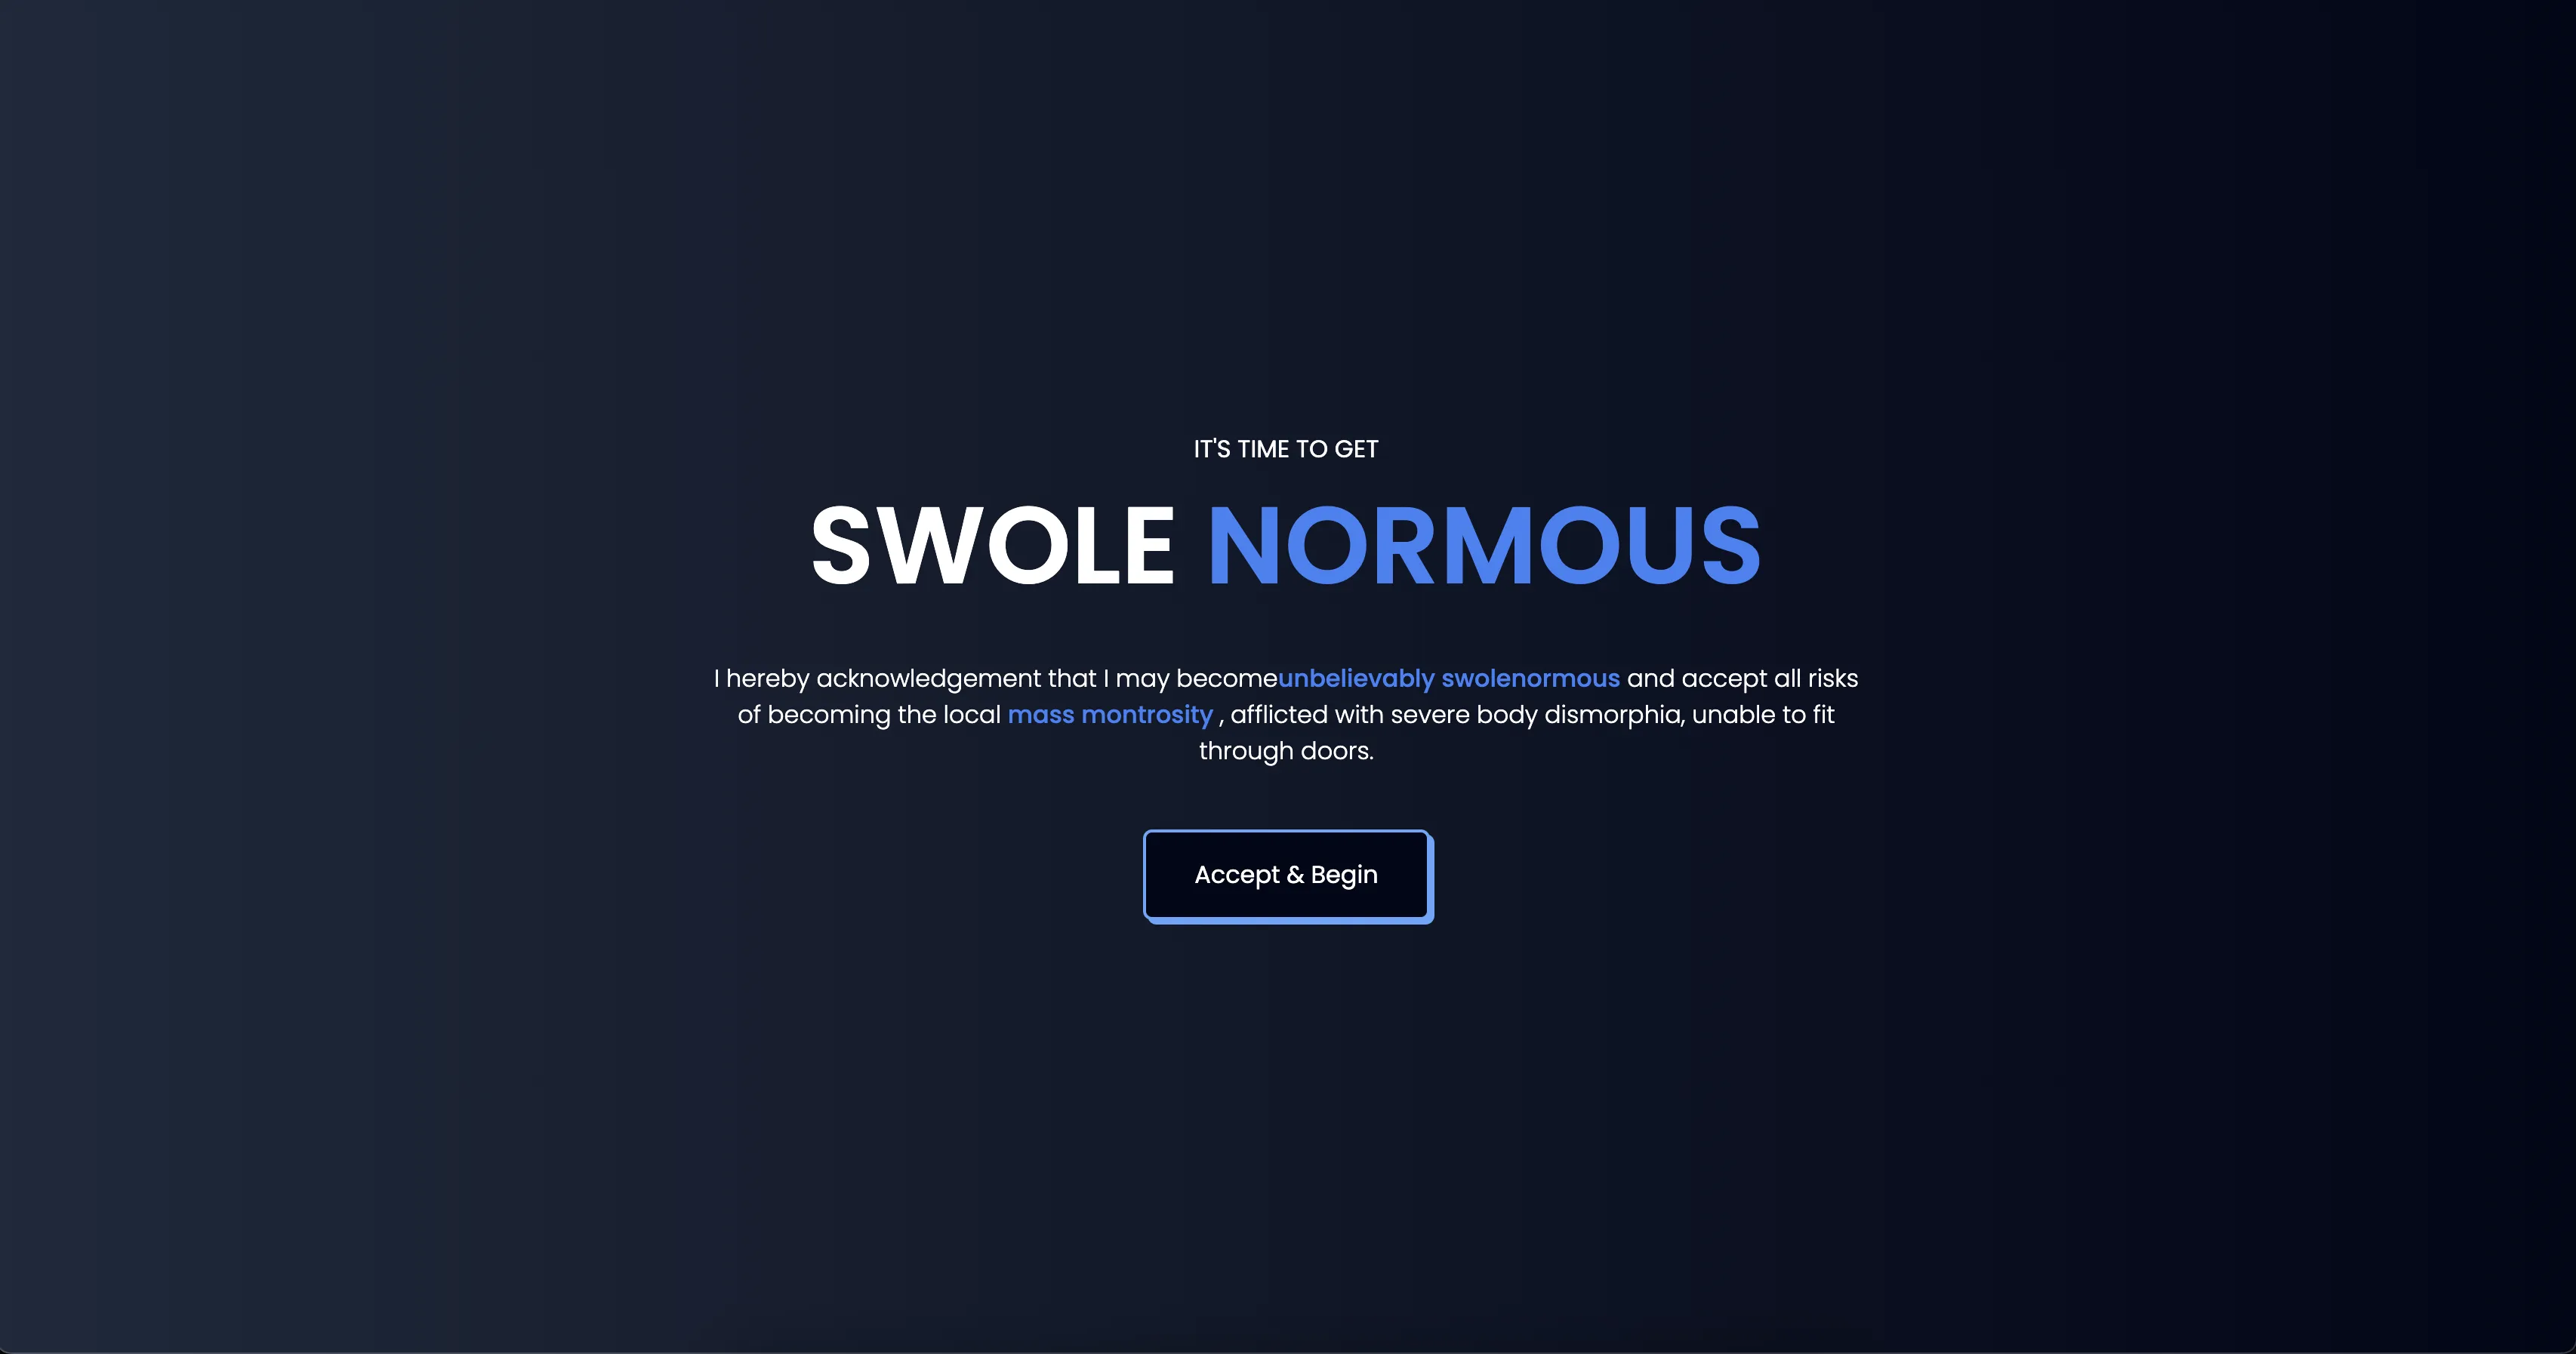 IT'S TIME TO GET
SWOLE NORMOUS
I hereby acknowledgement that I may becomeunbelievably swolenormous and accept all risks
of becoming the local mass montrosity , afflicted with severe body dismorphia, unable to fit
through doors.
Accept & Begin